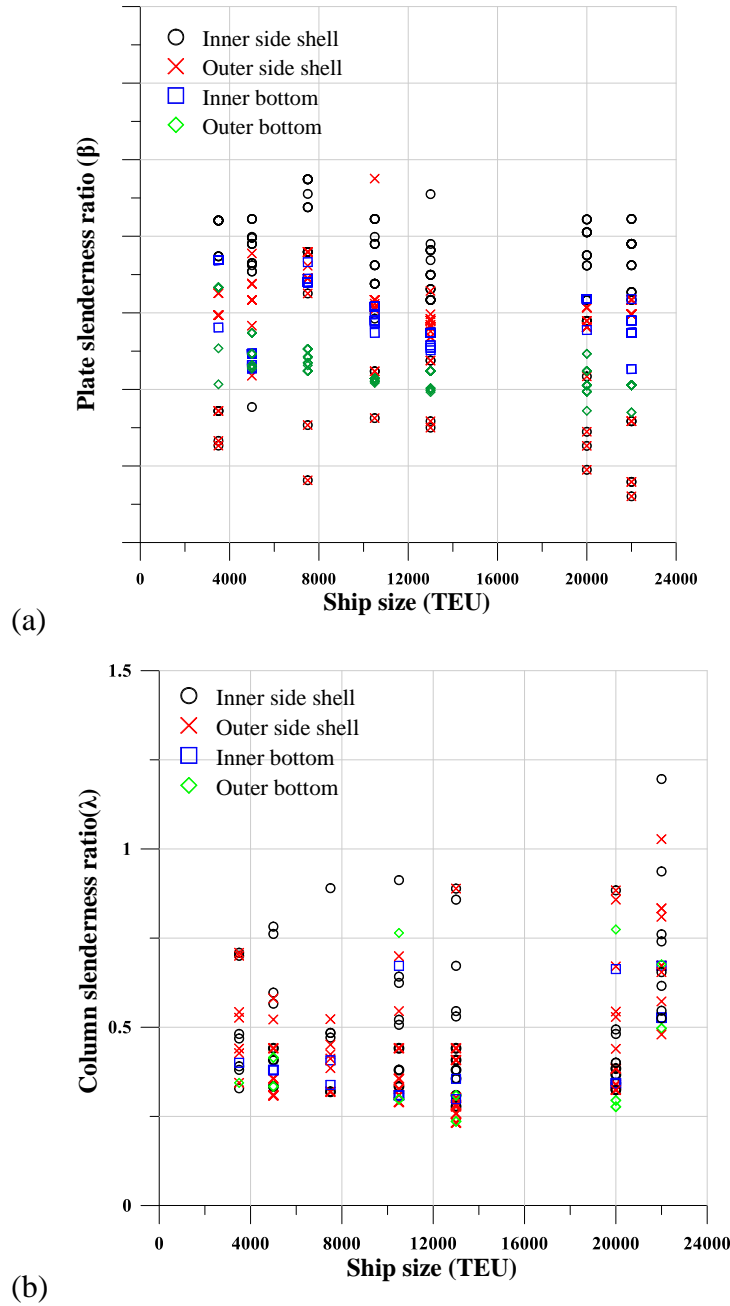 Inner side shell
Outer side shell
Inner bottom
Outer bottom
Plate slenderness ratio (β)
0 4000 8000 12000 16000 20000 24000
Ship size (TEU)
(a)
1.5
Inner side shell
Outer side shell
Inner bottom
Outer bottom
1
Column slenderness ratio(λ)
0.5
0
0 4000 8000 12000 16000 20000 24000
Ship size (TEU)
(b)